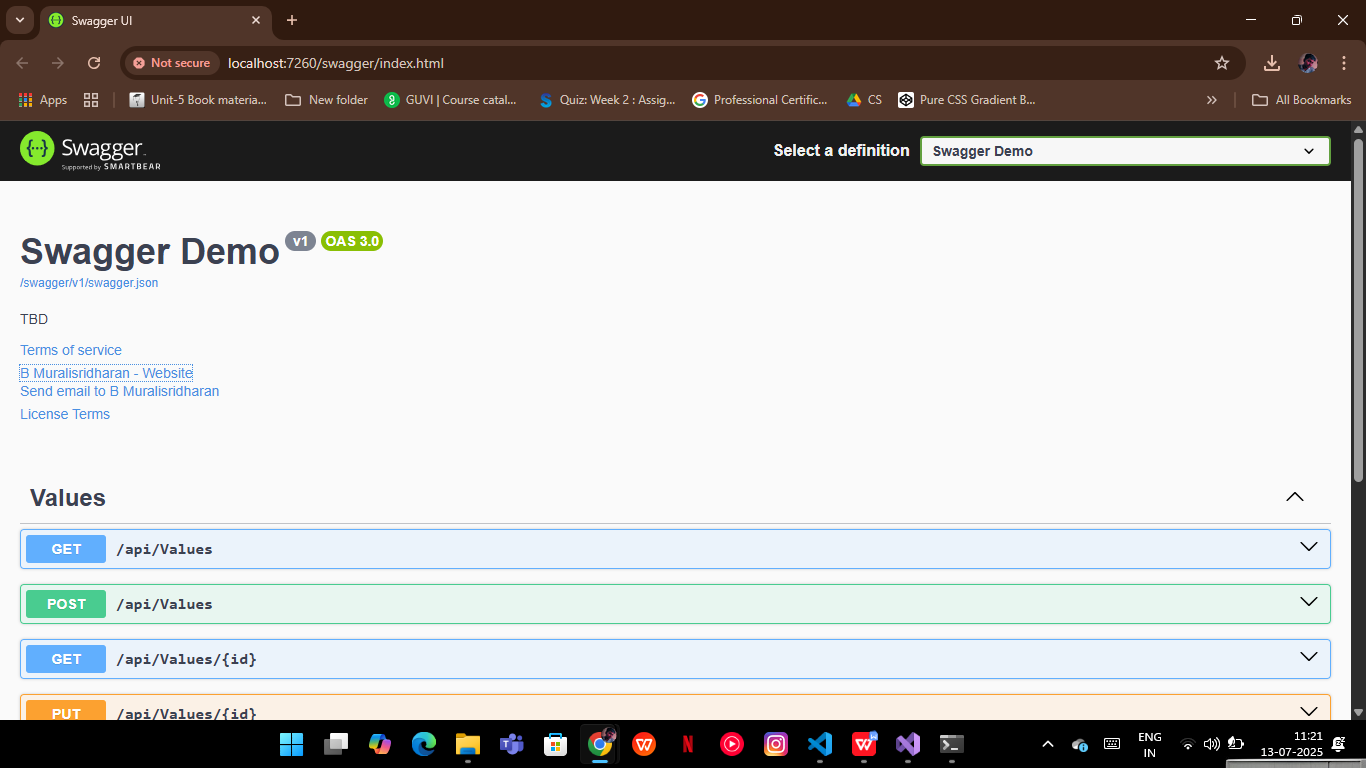 Swagger UI
Not secure
localhost:7260/swagger/index.html
Apps
Unit-5 Book materia...
New folder
GUVI | Course catal...
Quiz: Week 2 : Assig...
Professional Certific...
CS
Pure CSS Gradient B...
All Bookmarks
Swagger
Supported by SMARTBEAR
Select a definition
Swagger Demo
Swagger Demo v1 OAS 3.0
/swagger/v1/swagger.json
TBD
Terms of service
B Muralisridharan - Website
Send email to B Muralisridharan
License Terms
Values
GET /api/Values
POST /api/Values
GET /api/Values/{id}
PUT /api/Values/{id}
ENG
IN
11:21
13-07-2025